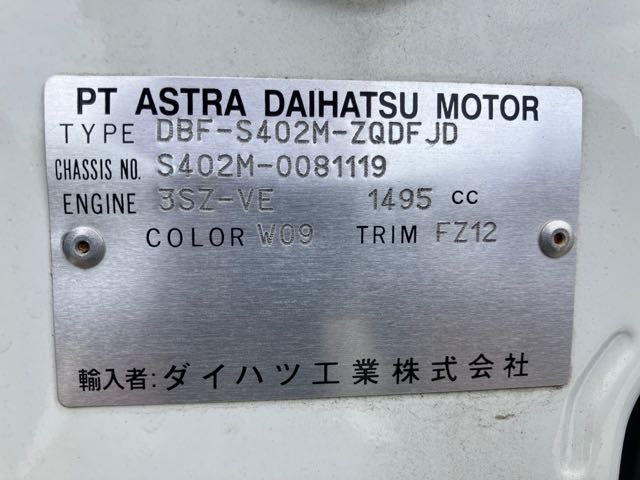 PT ASTRA DAIHATSU MOTOR
TYPE DBF-S402M-ZQDFJD
CHASSIS NO. S402M-0081119
ENGINE 3SZ-VE 1495 cc
COLOR W09 TRIM FZ12
輸入者: ダイハツ工業株式会社